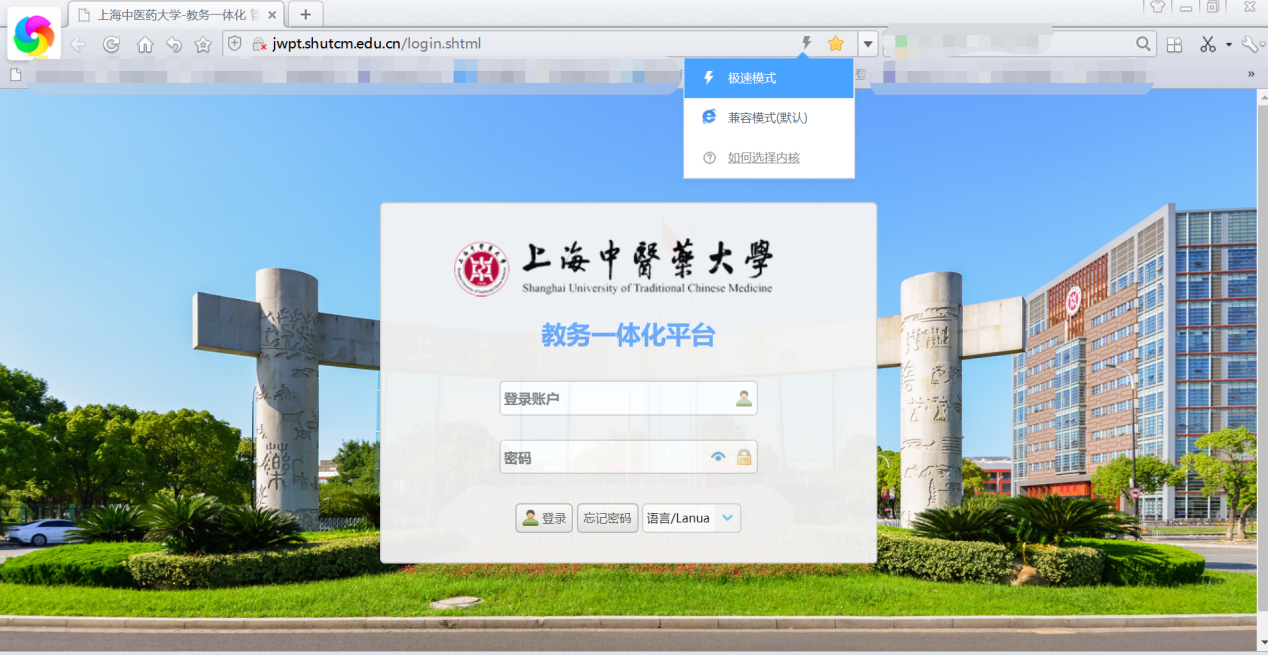 上海中医药大学-教务一体化
jwpt.shutcm.edu.cn/login.shtml
极速模式
兼容模式(默认)
如何选择内核
上海中醫药大學
Shanghai University of Traditional Chinese Medicine
教务一体化平台
登录账户
密码
登录
忘记密码
语言/Lanua